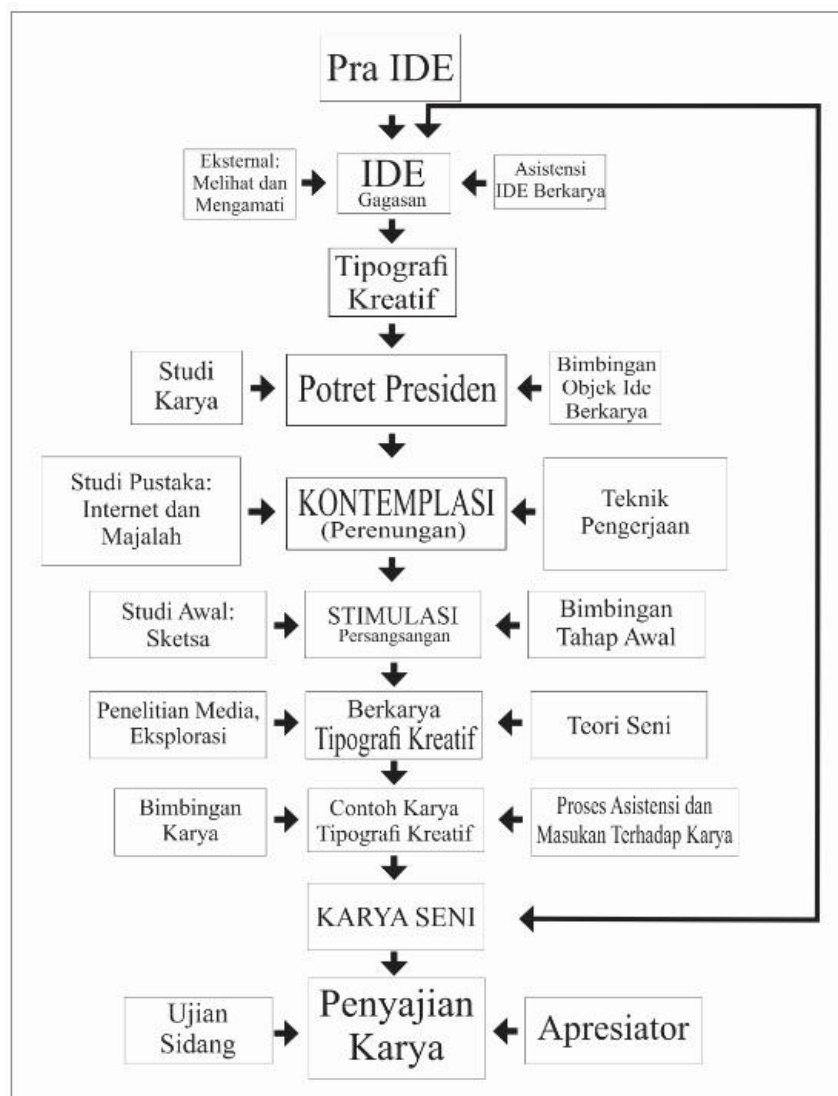 Pra IDE
Eksternal:
Melihat dan
Mengamati
IDE
Gagasan
Asistensi
IDE Berkarya
Tipografi
Kreatif
Studi
Karya
Potret Presiden
Bimbingan
Objek Ide
Berkarya
Studi Pustaka:
Internet dan
Majalah
KONTEMPLASI
(Perenungan)
Teknik
Pengerjaan
Studi Awal:
Sketsa
STIMULASI
Persangsangan
Bimbingan
Tahap Awal
Penelitian Media,
Eksplorasi
Berkarya
Tipografi Kreatif
Teori Seni
Bimbingan
Karya
Contoh Karya
Tipografi Kreatif
Proses Asistensi dan
Masukan Terhadap Karya
KARYA SENI
Ujian
Sidang
Penyajian
Karya
Apresiator